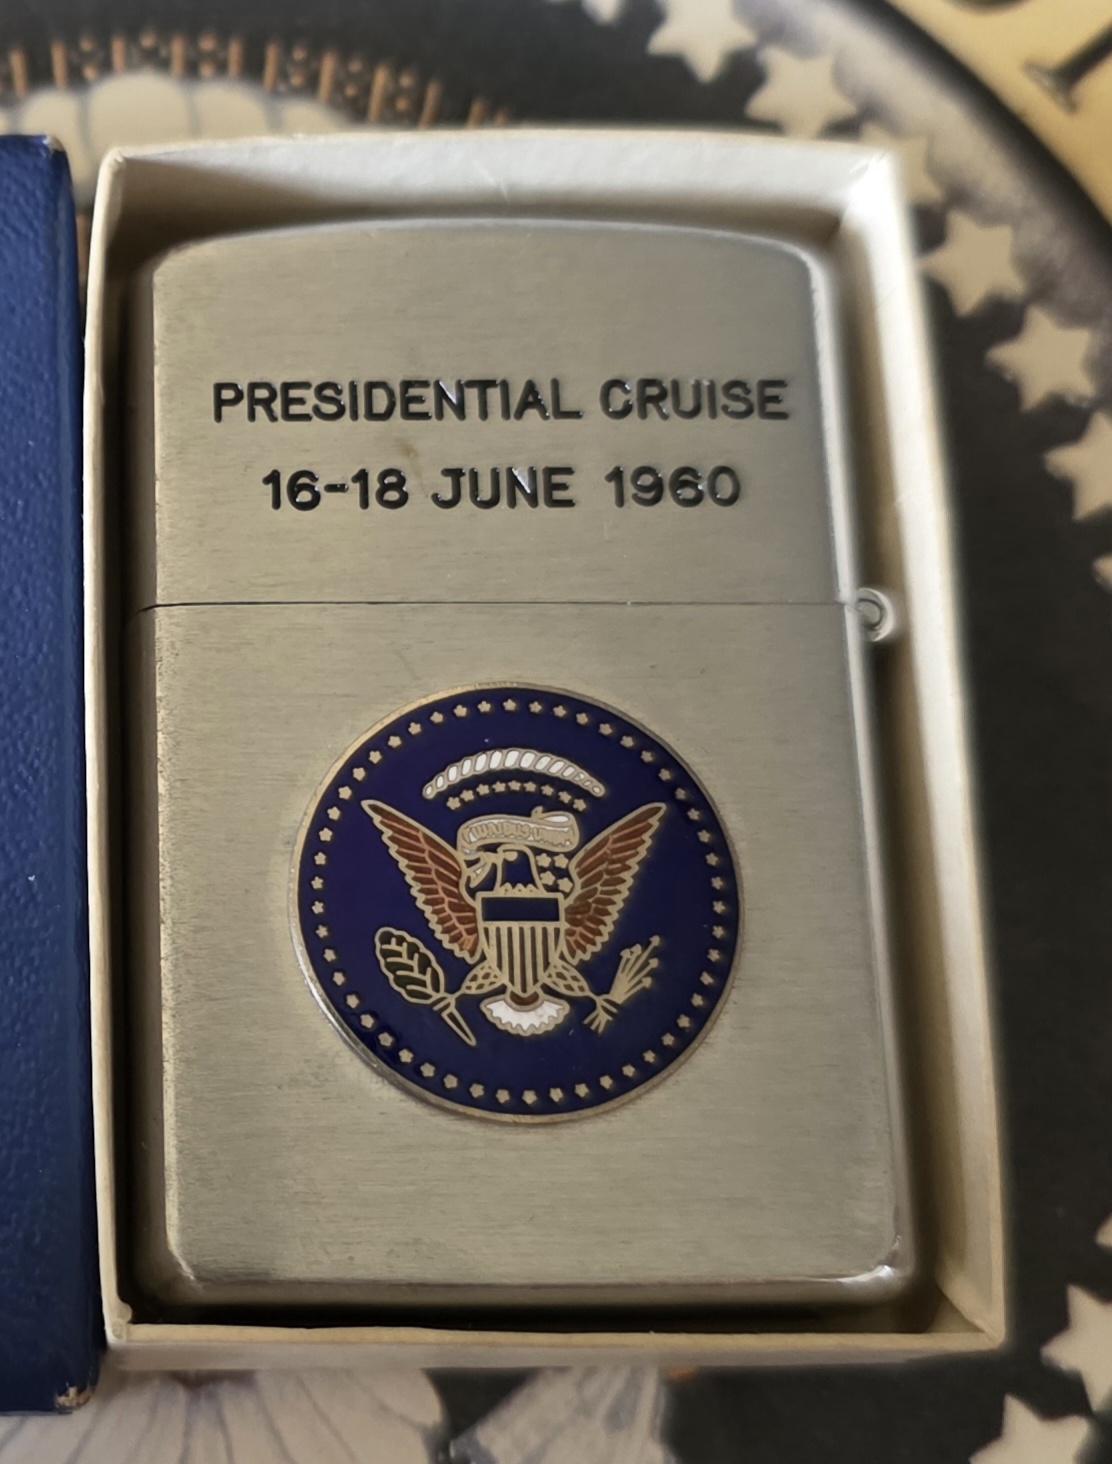 PRESIDENTIAL CRUISE
16-18 JUNE 1960